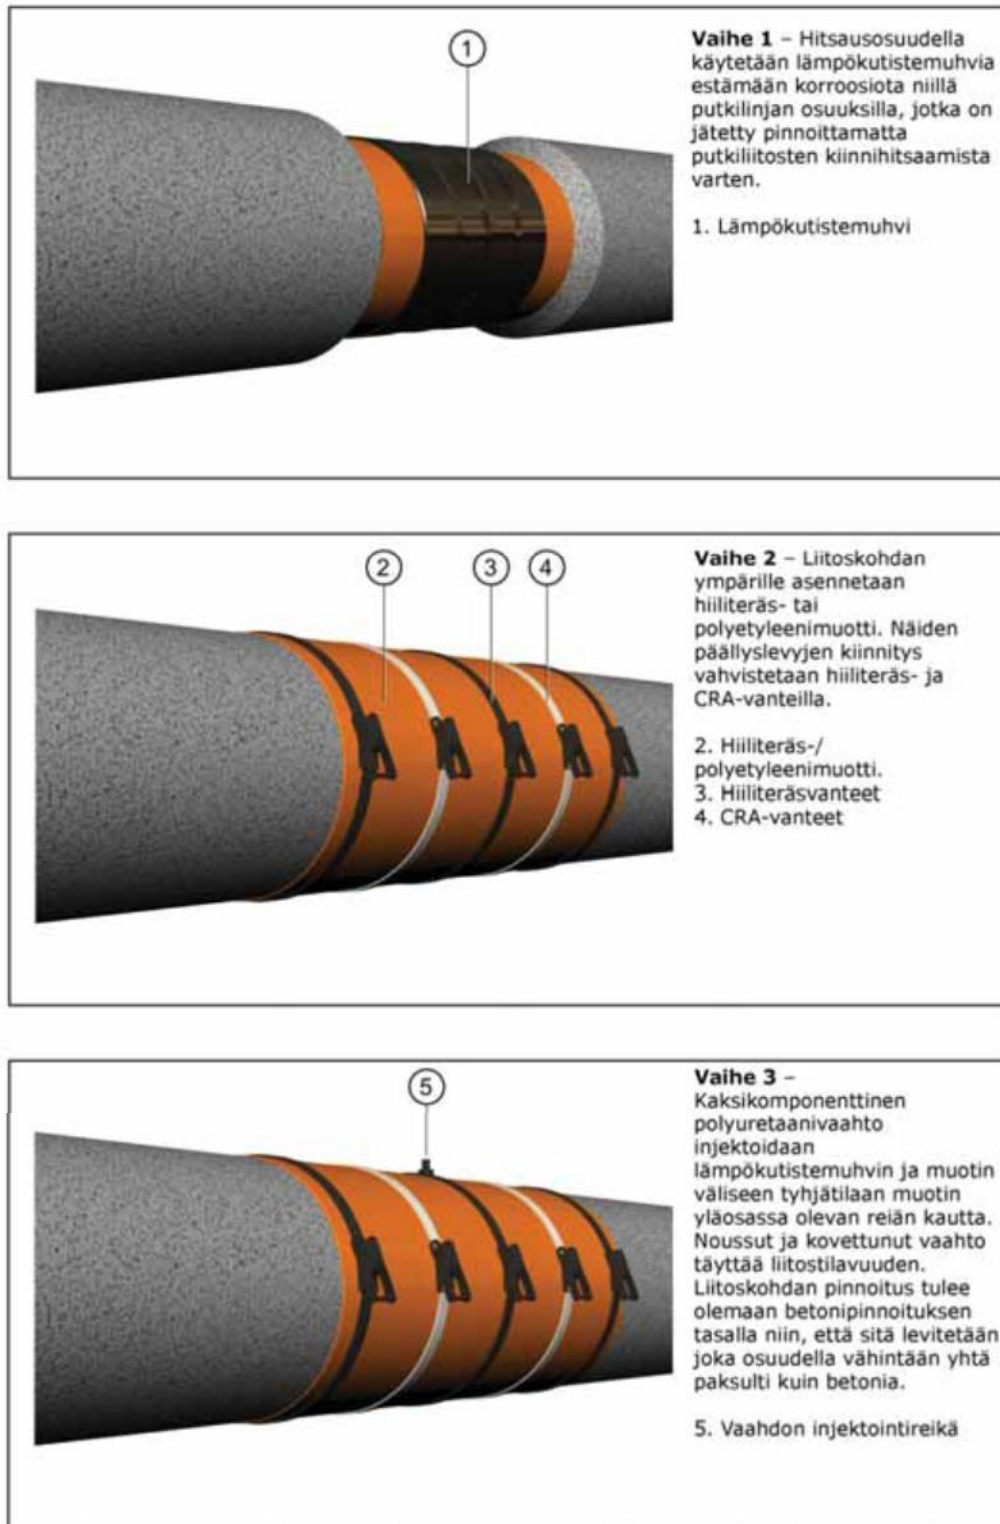 1
Vaihe 1 – Hitsausosuudella
käytetään lämpökutistemuhvia
estämään korroosiota niillä
putkilinjan osuuksilla, jotka on
jätetty pinnoittamatta
putkiliitosten kiinnihitsaamista
varten.
1. Lämpökutistemuhvi
2
3
4
Vaihe 2 – Liitoskohdan
ympärille asennetaan
hiiliteräs- tai
polyetyleenimuotti. Näiden
päällyslevyjen kiinnitys
vahvistetaan hiiliteräs- ja
CRA-vanteilla.
2. Hiiliteräs-/
polyetyleenimuotti.
3. Hiiliteräsvanteet
4. CRA-vanteet
5
Vaihe 3 –
Kaksikomponenttinen
polyuretaanivaahto
injektoidaan
lämpökutistemuhvin ja muotin
väliseen tyhjätilaan muotin
yläosassa olevan reiän kautta.
Noussut ja kovettunut vaahto
täyttää liitostilavuuden.
Liitoskohdan pinnoitus tulee
olemaan betonipinnoituksen
tasalla niin, että sitä levitetään
joka osuudella vähintään yhtä
paksulti kuin betonia.
5. Vaahdon injektointireikä